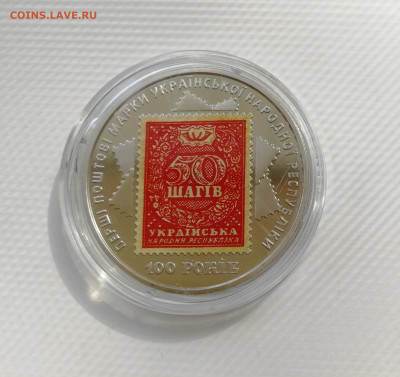 COINS.LAVE.RU
ПЕРШІ ПОШТОВІ МАРКИ УКРАЇНСЬКОЇ НАРОДНОЇ РЕСПУБЛІКИ
50
ШАГІВ
УКРАЇНСЬКА
НАРОДНЯ РЕСПУБЛІКА
100 РОКІВ